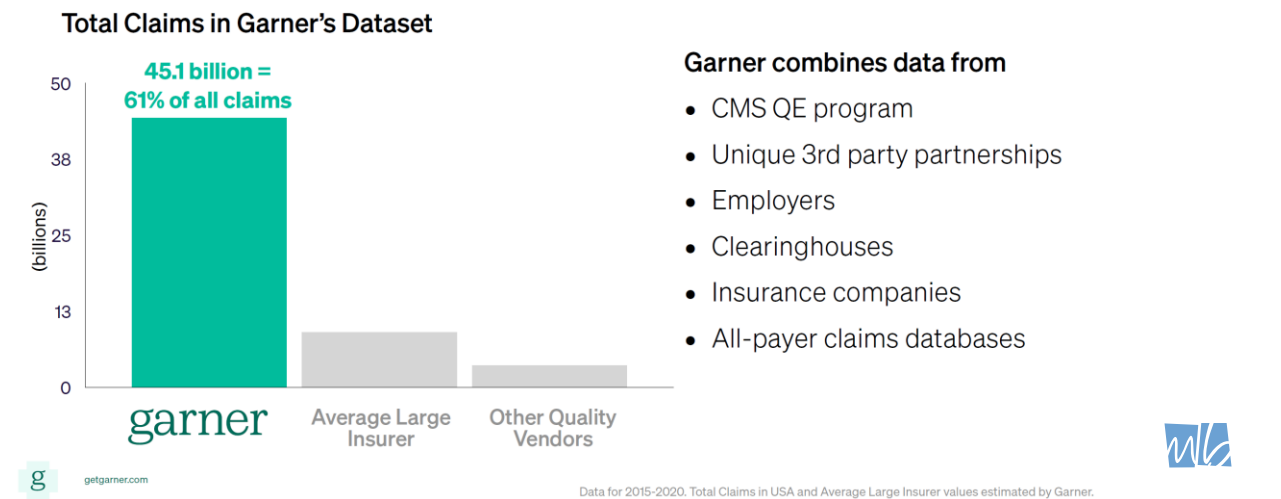 Total Claims in Garner's Dataset
45.1 billion =
61% of all claims
50
38
25
13
0
(billions)
garner
Average Large
Insurer
Other Quality
Vendors
Garner combines data from
• CMS QE program
• Unique 3rd party partnerships
• Employers
• Clearinghouses
• Insurance companies
• All-payer claims databases
g
getgarner.com
mb
Data for 2015-2020. Total Claims in USA and Average Large Insurer values estimated by Garner.